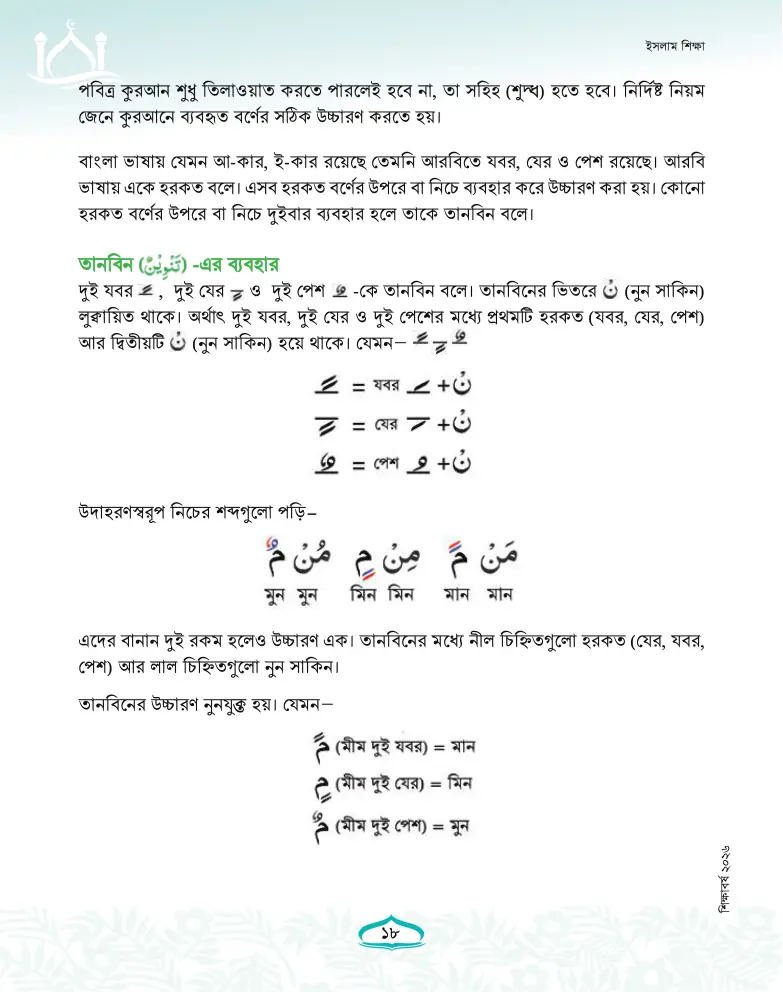 ইসলাম শিক্ষা
পবিত্র কুরআন শুধু তিলাওয়াত করতে পারলেই হবে না, তা সহিহ (শুদ্ধ) হতে হবে। নির্দিষ্ট নিয়ম
জেনে কুরআনে ব্যবহৃত বর্ণের সঠিক উচ্চারণ করতে হয়।
বাংলা ভাষায় যেমন আ-কার, ই-কার রয়েছে তেমনি আরবিতে যবর, যের ও পেশ রয়েছে। আরবি
ভাষায় একে হরকত বলে। এসব হরকত বর্ণের উপরে বা নিচে ব্যবহার করে উচ্চারণ করা হয়। কোনো
হরকত বর্ণের উপরে বা নিচে দুইবার ব্যবহার হলে তাকে তানবিন বলে।
তানবিন (تَنْوِيْنٌ) -এর ব্যবহার
দুই যবর ـًـ , দুই যের ـٍـ ও দুই পেশ ـٌـ -কে তানবিন বলে। তানবিনের ভিতরে نْ (নুন সাকিন)
লুক্বায়িত থাকে। অর্থাৎ দুই যবর, দুই যের ও দুই পেশের মধ্যে প্রথমটি হরকত (যবর, যের, পেশ)
আর দ্বিতীয়টি نْ (নুন সাকিন) হয়ে থাকে। যেমন– ـًـ ـٍـ ـٌـ
ـًـ = যবর ـَـ + نْ
ـٍـ = যের ـِـ + نْ
ـٌـ = পেশ ـُـ + نْ
উদাহরণস্বরূপ নিচের শব্দগুলো পড়ি–
مَنْ مً مِنْ مٍ مُنْ مٌ
মুন মুন মিন মিন মান মান
এদের বানান দুই রকম হলেও উচ্চারণ এক। তানবিনের মধ্যে নীল চিহ্নিতগুলো হরকত (যের, যবর,
পেশ) আর লাল চিহ্নিতগুলো নুন সাকিন।
তানবিনের উচ্চারণ নুনযুক্ত হয়। যেমন–
مً (মীম দুই যবর) = মান
مٍ (মীম দুই যের) = মিন
مٌ (মীম দুই পেশ) = মুন
শিক্ষাবর্ষ ২০২৬
১৮